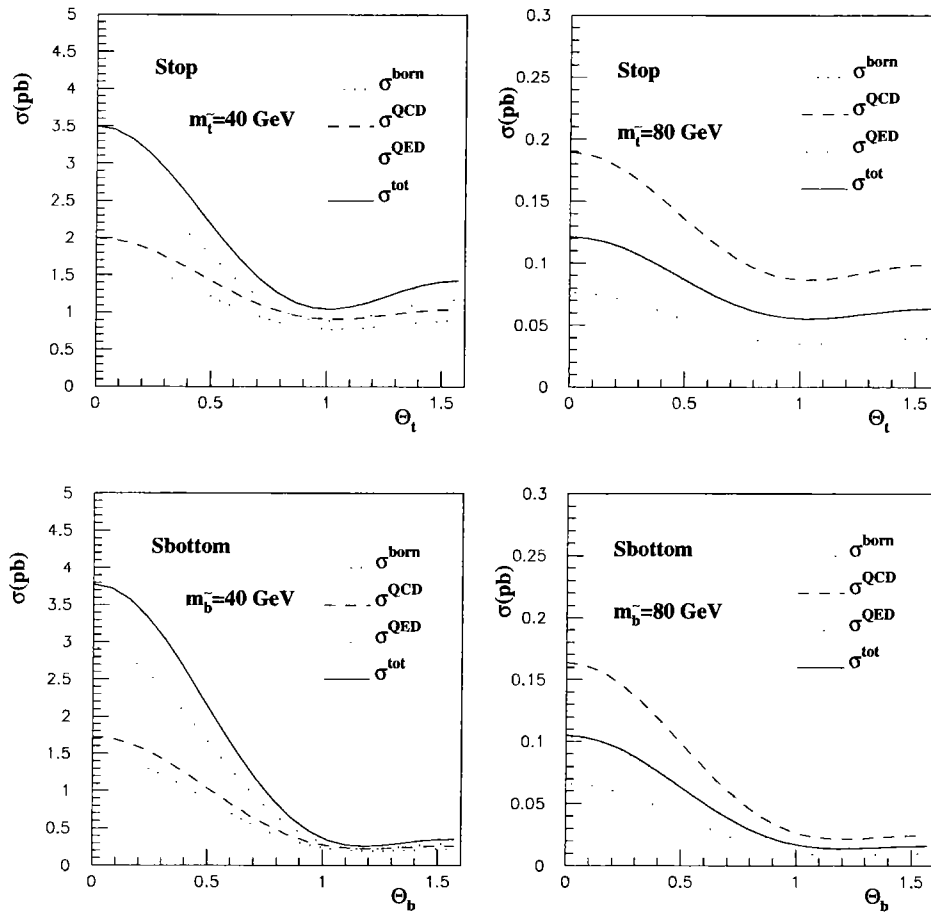 σ(pb)
5
4.5
4
3.5
3
2.5
2
1.5
1
0.5
0
Stop
m_t̃=40 GeV
σ^born
σ^QCD
σ^QED
σ^tot
0 0.5 1 1.5
Θ_t
σ(pb)
0.3
0.25
0.2
0.15
0.1
0.05
0
Stop
m_t̃=80 GeV
σ^born
σ^QCD
σ^QED
σ^tot
0 0.5 1 1.5
Θ_t
σ(pb)
5
4.5
4
3.5
3
2.5
2
1.5
1
0.5
0
Sbottom
m_b̃=40 GeV
σ^born
σ^QCD
σ^QED
σ^tot
0 0.5 1 1.5
Θ_b
σ(pb)
0.3
0.25
0.2
0.15
0.1
0.05
0
Sbottom
m_b̃=80 GeV
σ^born
σ^QCD
σ^QED
σ^tot
0 0.5 1 1.5
Θ_b